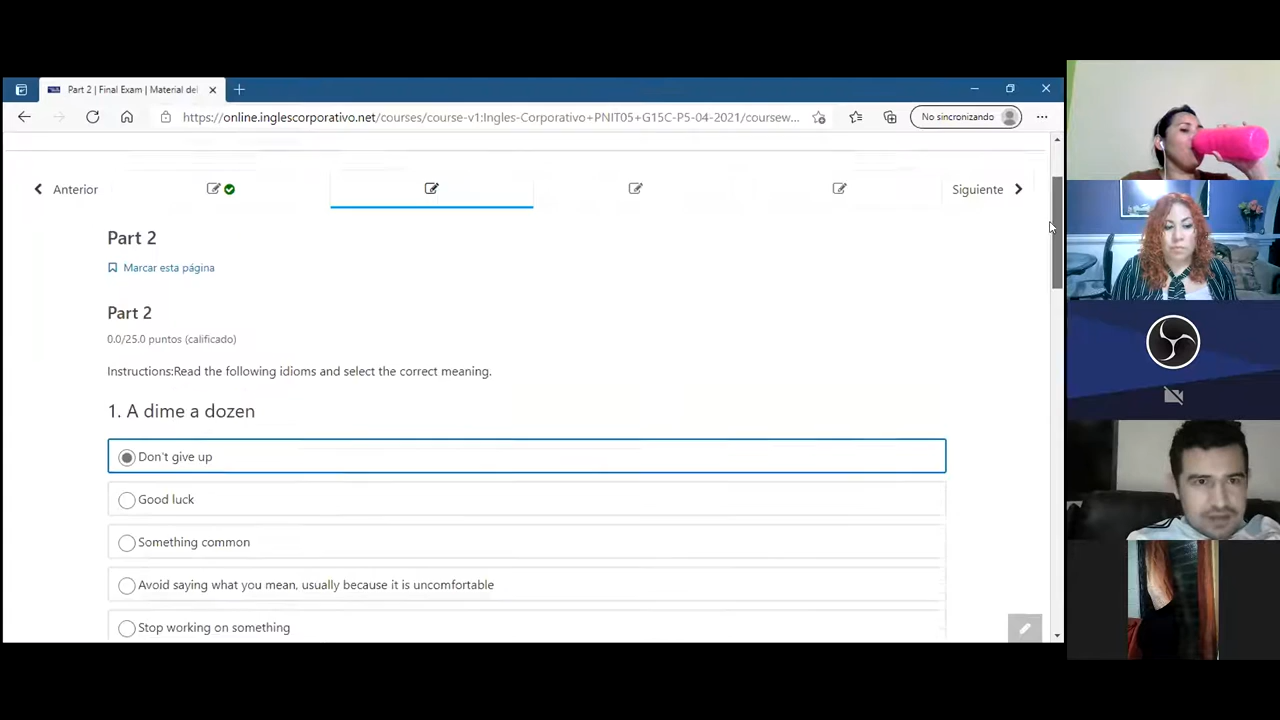 Part 2 | Final Exam | Material del
https://online.inglescorporativo.net/courses/course-v1:Ingles-Corporativo+PNIT05+G15C-P5-04-2021/coursew...
No sincronizando
Anterior
Siguiente
Part 2
Marcar esta página
Part 2
0.0/25.0 puntos (calificado)
Instructions:Read the following idioms and select the correct meaning.
1. A dime a dozen
Don't give up
Good luck
Something common
Avoid saying what you mean, usually because it is uncomfortable
Stop working on something